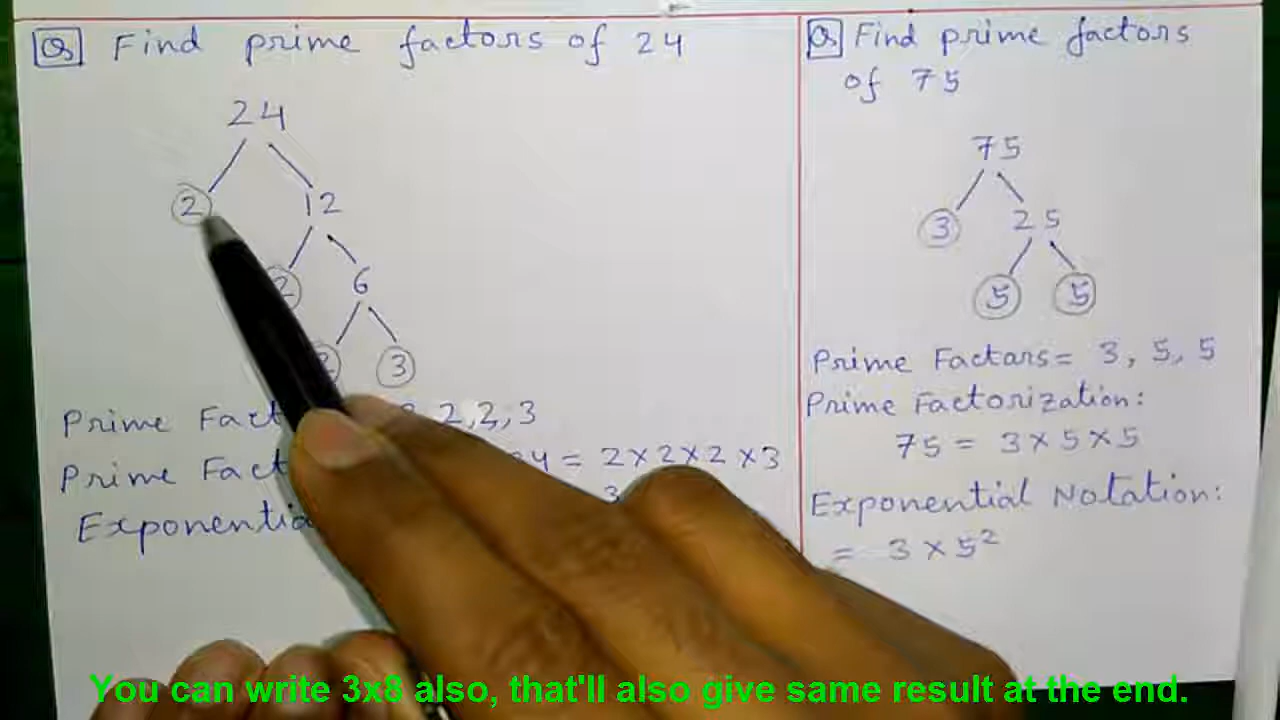 Q Find prime factors of 24
24
2 12
2 6
3
Prime Fact 2,2,3
Prime Fact = 2×2×2×3
3
Exponentia
Q Find prime factors
of 75
75
3 25
5 5
Prime Factars= 3, 5, 5
Prime Factorization:
75 = 3×5×5
Exponential Notation:
= 3×5²
You can write 3x8 also, that'll also give same result at the end.